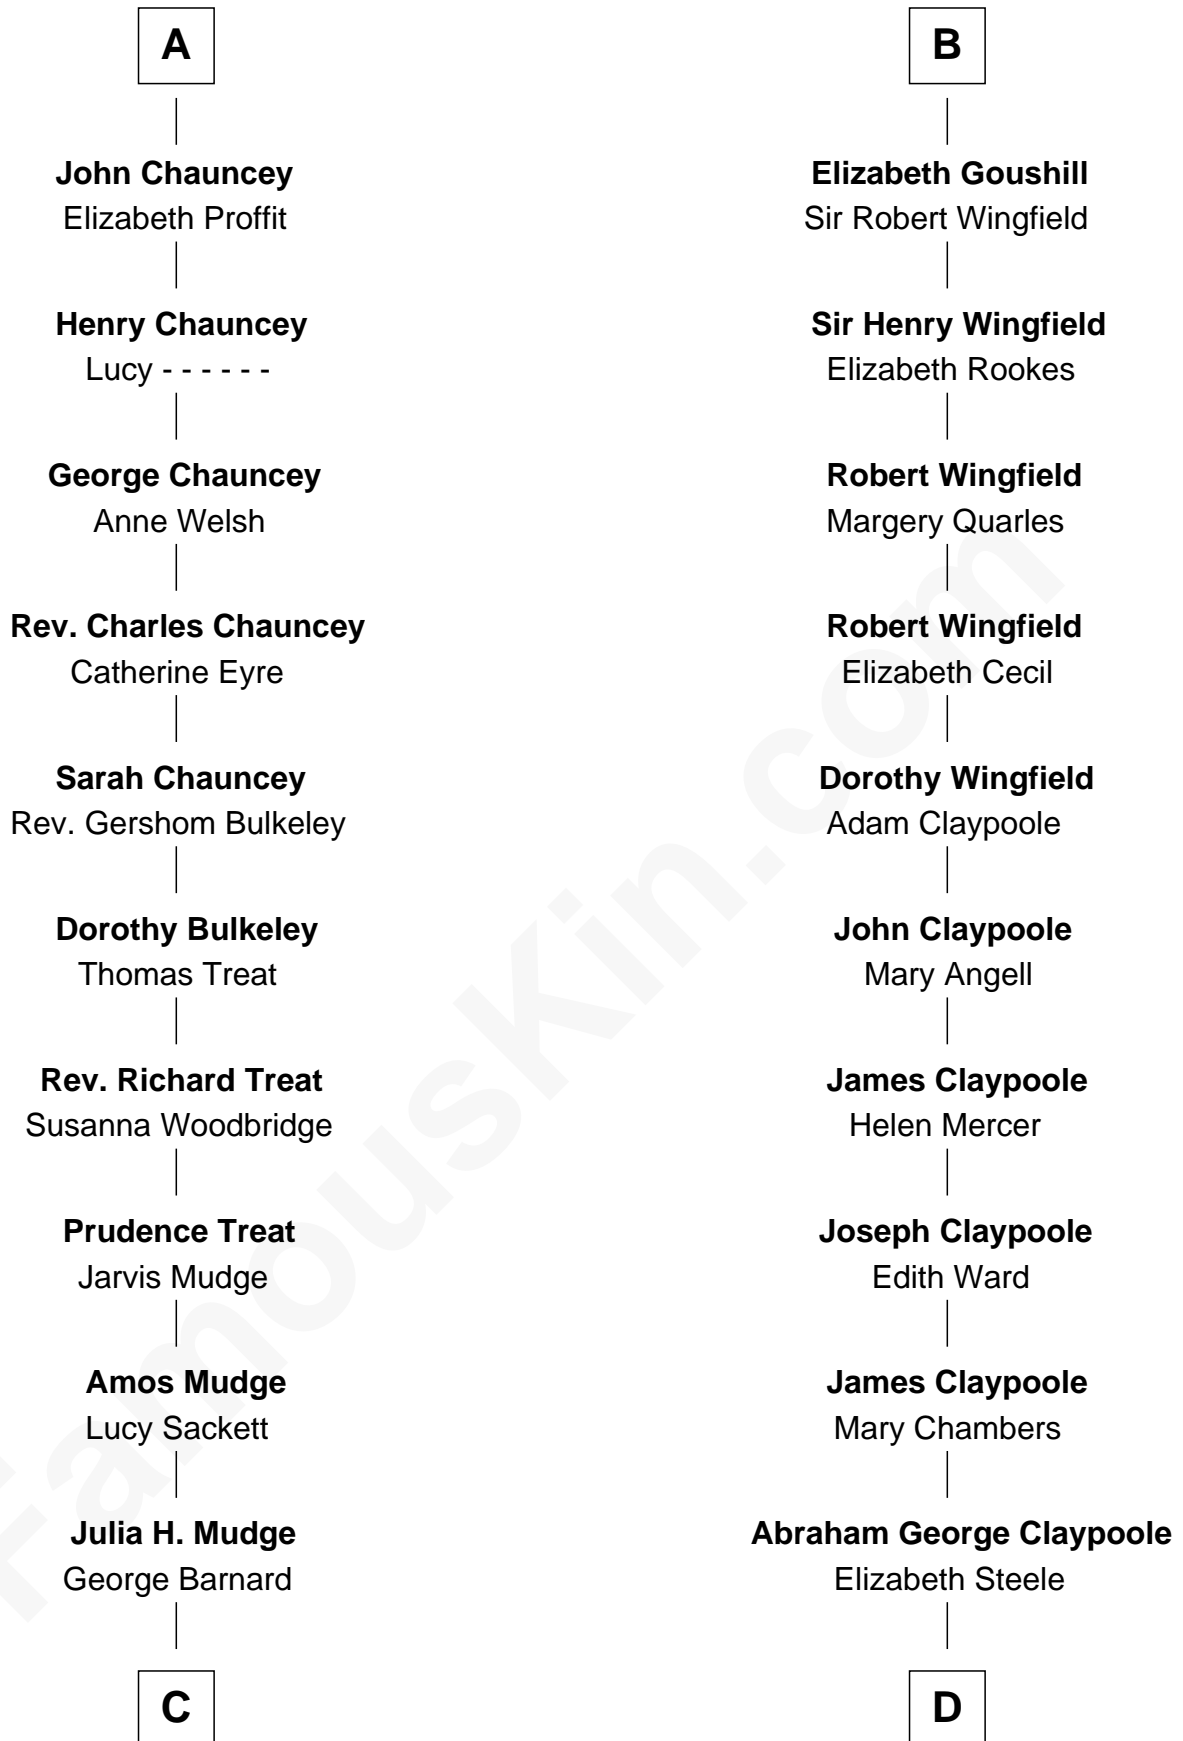 A
John Chauncey
Elizabeth Proffit
Henry Chauncey
Lucy - - - - - -
George Chauncey
Anne Welsh
Rev. Charles Chauncey
Catherine Eyre
Sarah Chauncey
Rev. Gershom Bulkeley
Dorothy Bulkeley
Thomas Treat
Rev. Richard Treat
Susanna Woodbridge
Prudence Treat
Jarvis Mudge
Amos Mudge
Lucy Sackett
Julia H. Mudge
George Barnard
C
B
Elizabeth Goushill
Sir Robert Wingfield
Sir Henry Wingfield
Elizabeth Rookes
Robert Wingfield
Margery Quarles
Robert Wingfield
Elizabeth Cecil
Dorothy Wingfield
Adam Claypoole
John Claypoole
Mary Angell
James Claypoole
Helen Mercer
Joseph Claypoole
Edith Ward
James Claypoole
Mary Chambers
Abraham George Claypoole
Elizabeth Steele
D
FamousKin.com